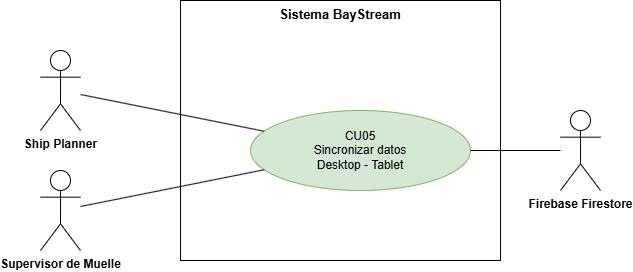 Sistema BayStream
Ship Planner
CU05
Sincronizar datos
Desktop - Tablet
Firebase Firestore
Supervisor de Muelle